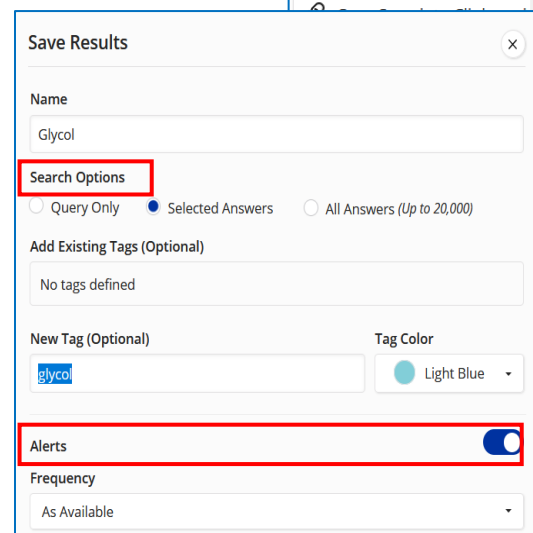 Save Results
Name
Glycol
Search Options
Query Only Selected Answers All Answers (Up to 20,000)
Add Existing Tags (Optional)
No tags defined
New Tag (Optional) Tag Color
glycol Light Blue
Alerts
Frequency
As Available